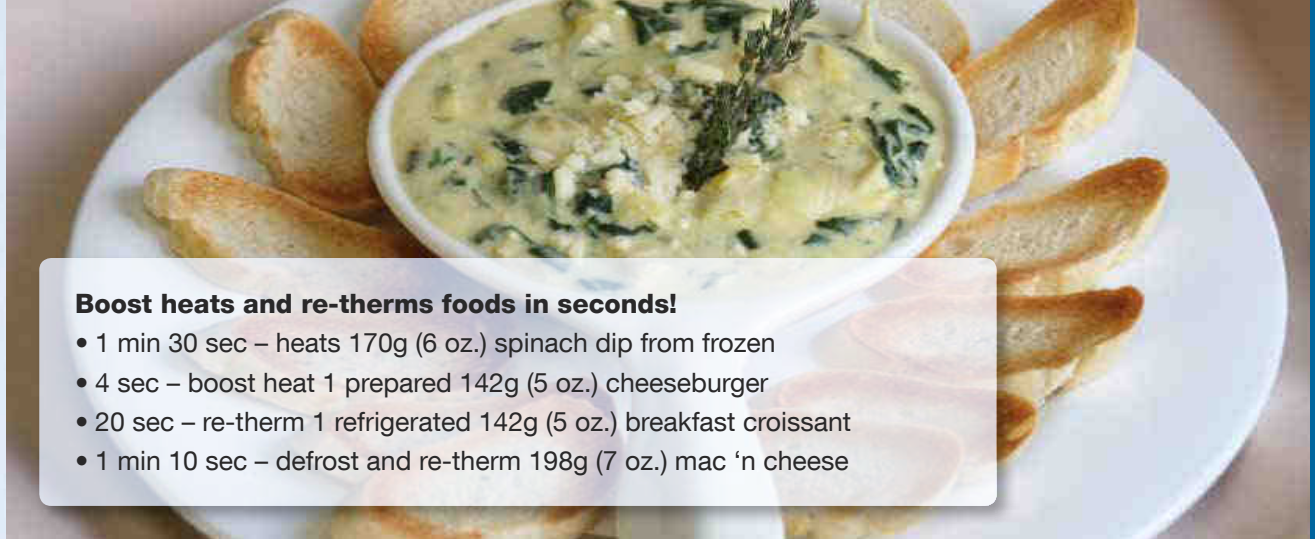 Boost heats and re-therms foods in seconds!
• 1 min 30 sec – heats 170g (6 oz.) spinach dip from frozen
• 4 sec – boost heat 1 prepared 142g (5 oz.) cheeseburger
• 20 sec – re-therm 1 refrigerated 142g (5 oz.) breakfast croissant
• 1 min 10 sec – defrost and re-therm 198g (7 oz.) mac ‘n cheese